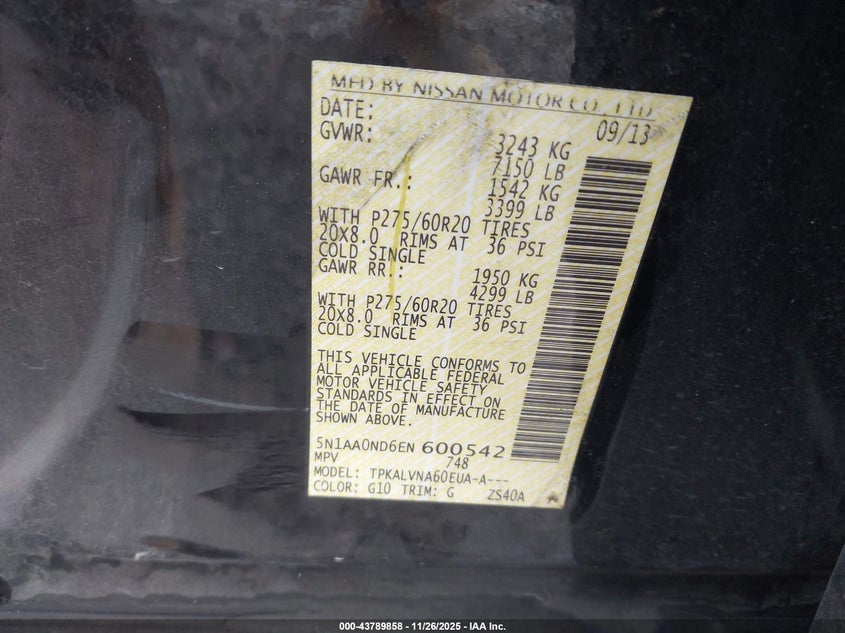 MFD BY NISSAN MOTOR CO., LTD
DATE: 09/13
GVWR: 3243 KG
7150 LB
GAWR FR.: 1542 KG
3399 LB
WITH P275/60R20 TIRES
20X8.0 RIMS AT 36 PSI
COLD SINGLE
GAWR RR.: 1950 KG
4299 LB
WITH P275/60R20 TIRES
20X8.0 RIMS AT 36 PSI
COLD SINGLE
THIS VEHICLE CONFORMS TO
ALL APPLICABLE FEDERAL
MOTOR VEHICLE SAFETY
STANDARDS IN EFFECT ON
THE DATE OF MANUFACTURE
SHOWN ABOVE.
5N1AA0ND6EN 600542
MPV 748
MODEL: TPKALVNA60EUA-A---
COLOR: G10 TRIM: G ZS40A
000-43789858 - 11/26/2025 - IAA Inc.